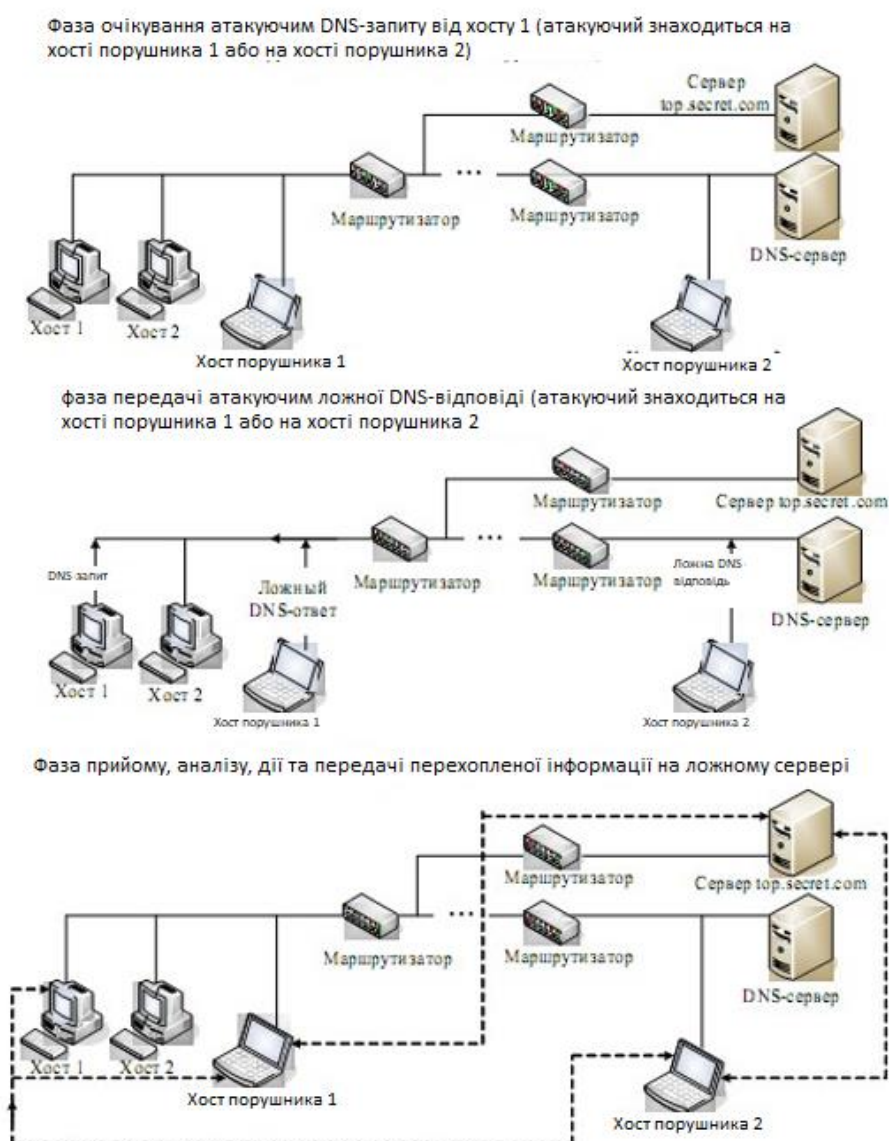 Фаза очікування атакуючим DNS-запиту від хосту 1 (атакуючий знаходиться на
хості порушника 1 або на хості порушника 2)
Сервер
top.secret.com
Маршрутизатор
Маршрутизатор
Маршрутизатор
DNS-сервер
Хост 1
Хост 2
Хост порушника 1
Хост порушника 2
фаза передачі атакуючим ложної DNS-відповіді (атакуючий знаходиться на
хості порушника 1 або на хості порушника 2
Маршрутизатор
Сервер top.secret.com
DNS-запит
Ложный
DNS-ответ
Маршрутизатор
Маршрутизатор
Ложна DNS-
відповідь
DNS-сервер
Хост 1
Хост 2
Хост порушника 1
Хост порушника 2
Фаза прийому, аналізу, дії та передачі перехопленої інформації на ложному сервері
Маршрутизатор
Сервер top.secret.com
Маршрутизатор
Маршрутизатор
DNS-сервер
Хост 1
Хост 2
Хост порушника 1
Хост порушника 2